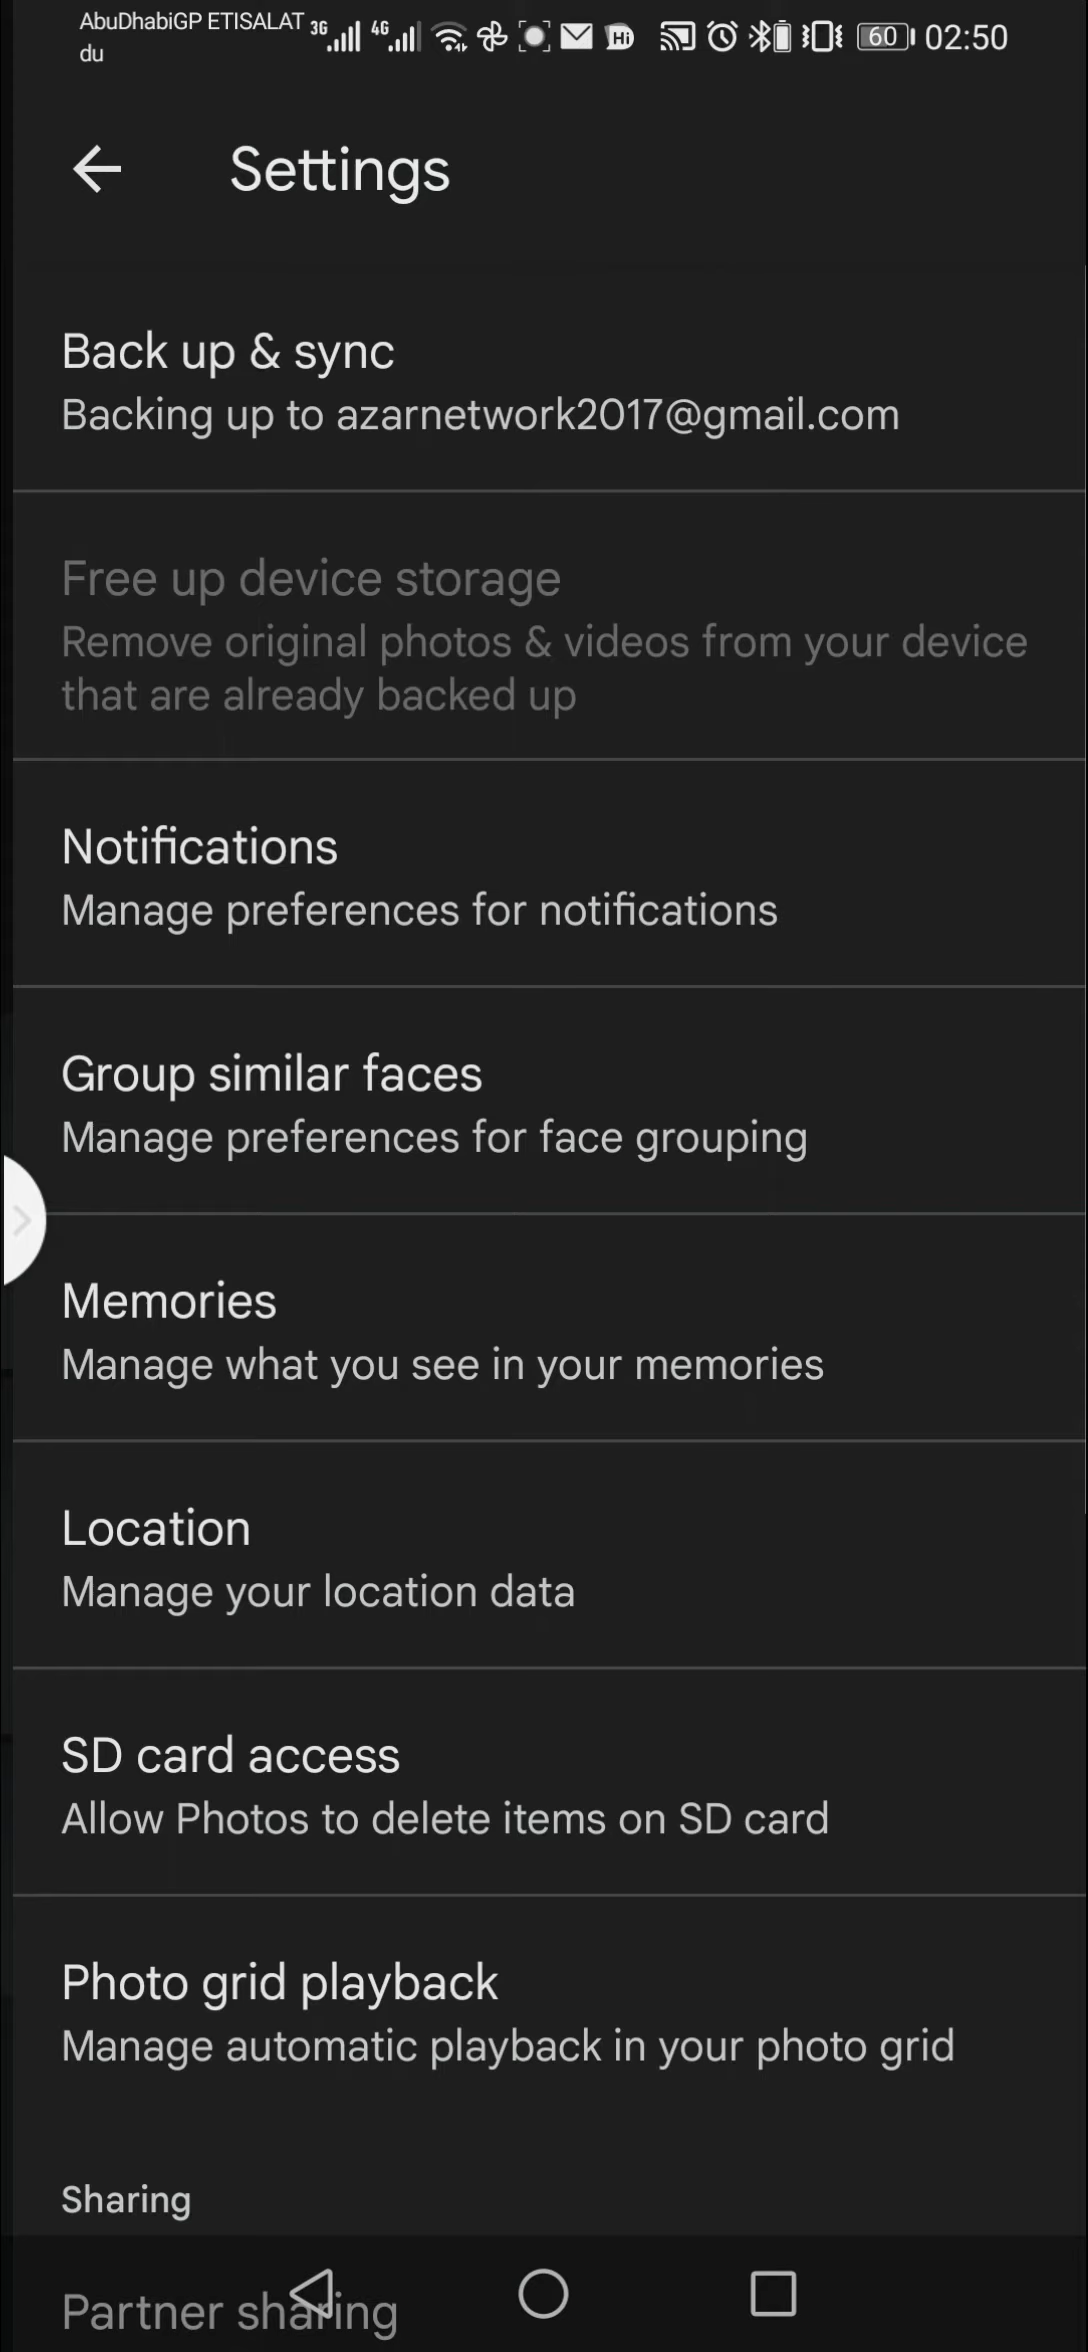 AbuDhabiGP ETISALAT 3G 4G Hi 60 02:50
du
Settings
Back up & sync
Backing up to azarnetwork2017@gmail.com
Free up device storage
Remove original photos & videos from your device
that are already backed up
Notifications
Manage preferences for notifications
Group similar faces
Manage preferences for face grouping
Memories
Manage what you see in your memories
Location
Manage your location data
SD card access
Allow Photos to delete items on SD card
Photo grid playback
Manage automatic playback in your photo grid
Sharing
Partner sharing